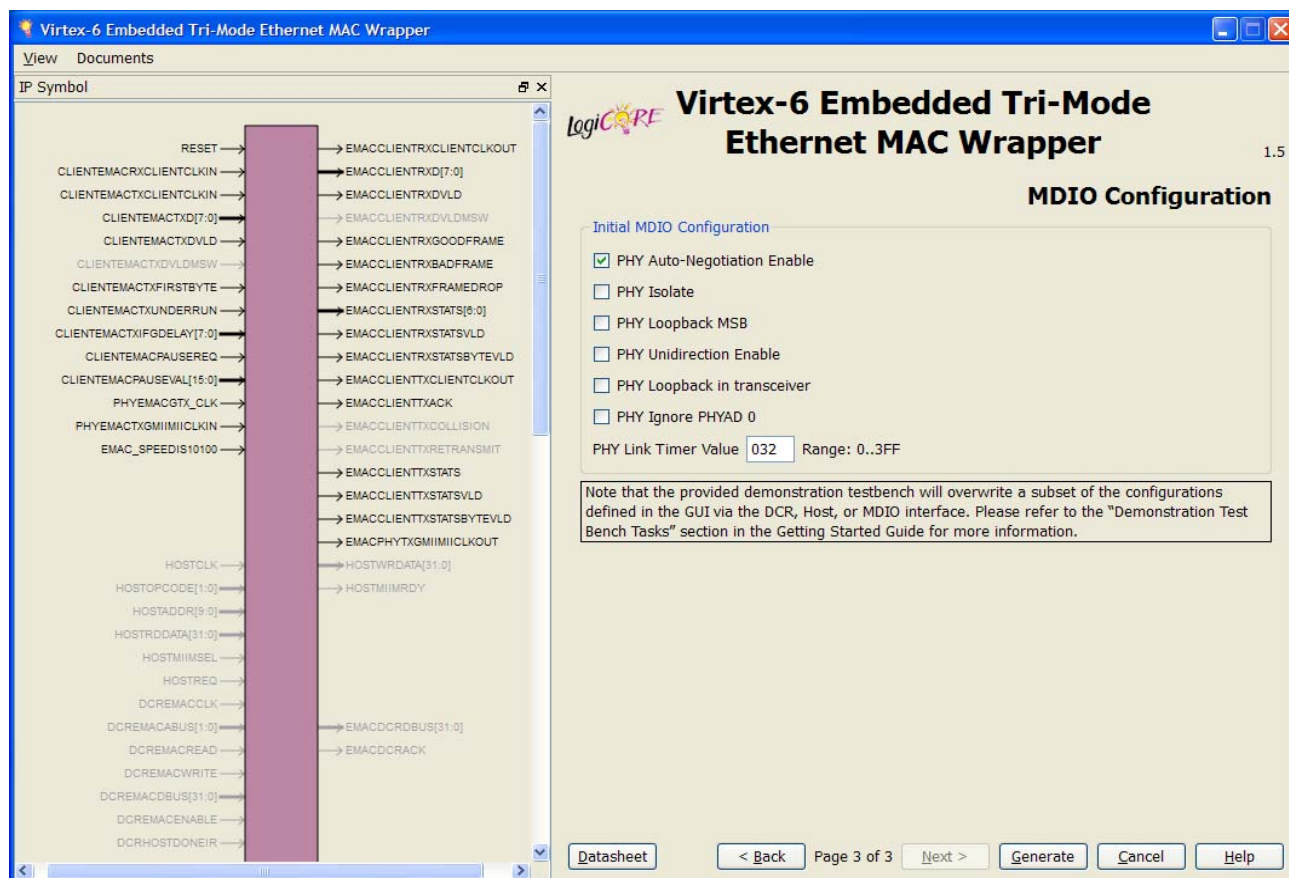 Virtex-6 Embedded Tri-Mode Ethernet MAC Wrapper
View Documents
IP Symbol
RESET
CLIENTEMACRXCLIENTCLKIN
CLIENTEMACTXCLIENTCLKIN
CLIENTEMACTXD[7:0]
CLIENTEMACTXDVLD
CLIENTEMACTXDVLDMSW
CLIENTEMACTXFIRSTBYTE
CLIENTEMACTXUNDERRUN
CLIENTEMACTXIFGDELAY[7:0]
CLIENTEMACPAUSEREQ
CLIENTEMACPAUSEVAL[15:0]
PHYEMACGTX_CLK
PHYEMACTXGMIIMIICLKIN
EMAC_SPEEDIS10100
HOSTCLK
HOSTOPCODE[1:0]
HOSTADDR[9:0]
HOSTRDDATA[31:0]
HOSTMIIMSEL
HOSTREQ
DCREMACCLK
DCREMACABUS[1:0]
DCREMACREAD
DCREMACWRITE
DCREMACDBUS[31:0]
DCREMACENABLE
DCRHOSTDONEIR
EMACCLIENTRXCLIENTCLKOUT
EMACCLIENTRXD[7:0]
EMACCLIENTRXDVLD
EMACCLIENTRXDVLDMSW
EMACCLIENTRXGOODFRAME
EMACCLIENTRXBADFRAME
EMACCLIENTRXFRAMEDROP
EMACCLIENTRXSTATS[6:0]
EMACCLIENTRXSTATSVLD
EMACCLIENTRXSTATSBYTEVLD
EMACCLIENTTXCLIENTCLKOUT
EMACCLIENTTXACK
EMACCLIENTTXCOLLISION
EMACCLIENTTXRETRANSMIT
EMACCLIENTTXSTATS
EMACCLIENTTXSTATSVLD
EMACCLIENTTXSTATSBYTEVLD
EMACPHYTXGMIIMIICLKOUT
HOSTWRDATA[31:0]
HOSTMIIMRDY
EMACDCRDBUS[31:0]
EMACDCRACK
LogiCORE
Virtex-6 Embedded Tri-Mode
Ethernet MAC Wrapper
1.5
MDIO Configuration
Initial MDIO Configuration
PHY Auto-Negotiation Enable
PHY Isolate
PHY Loopback MSB
PHY Unidirection Enable
PHY Loopback in transceiver
PHY Ignore PHYAD 0
PHY Link Timer Value 032 Range: 0..3FF
Note that the provided demonstration testbench will overwrite a subset of the configurations
defined in the GUI via the DCR, Host, or MDIO interface. Please refer to the “Demonstration Test
Bench Tasks” section in the Getting Started Guide for more information.
Datasheet < Back Page 3 of 3 Next > Generate Cancel Help